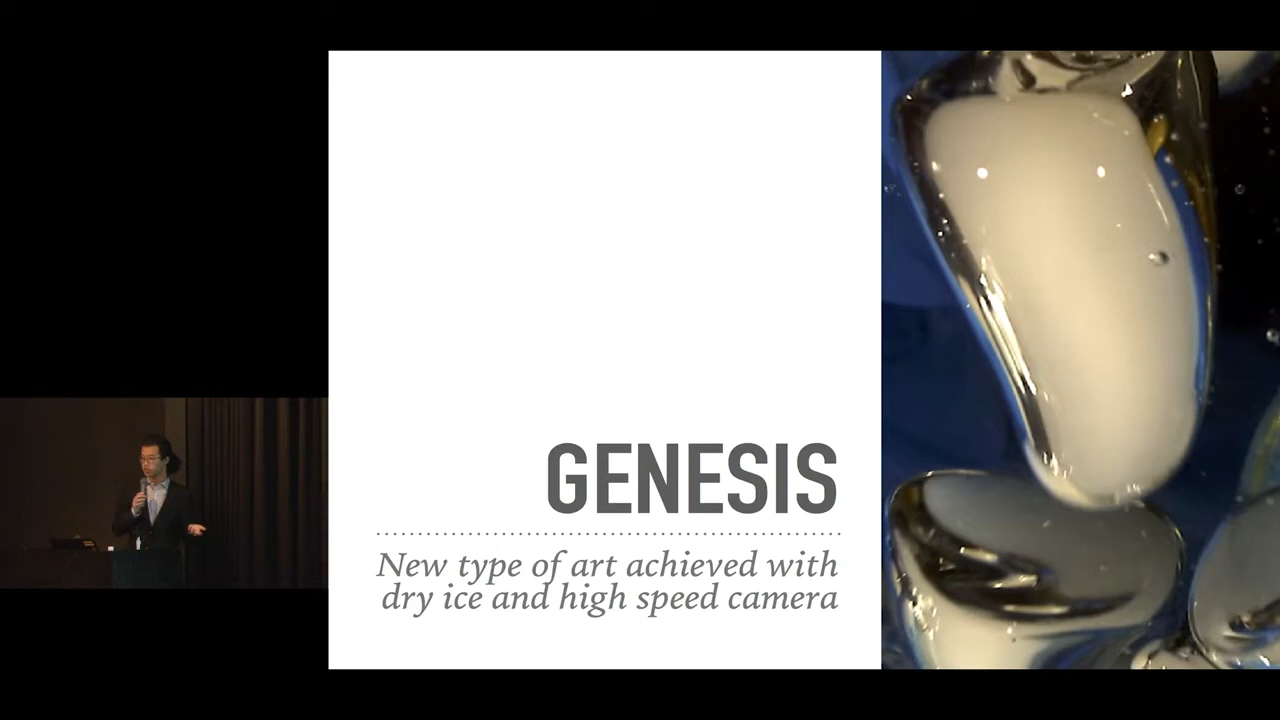 GENESIS
New type of art achieved with
dry ice and high speed camera